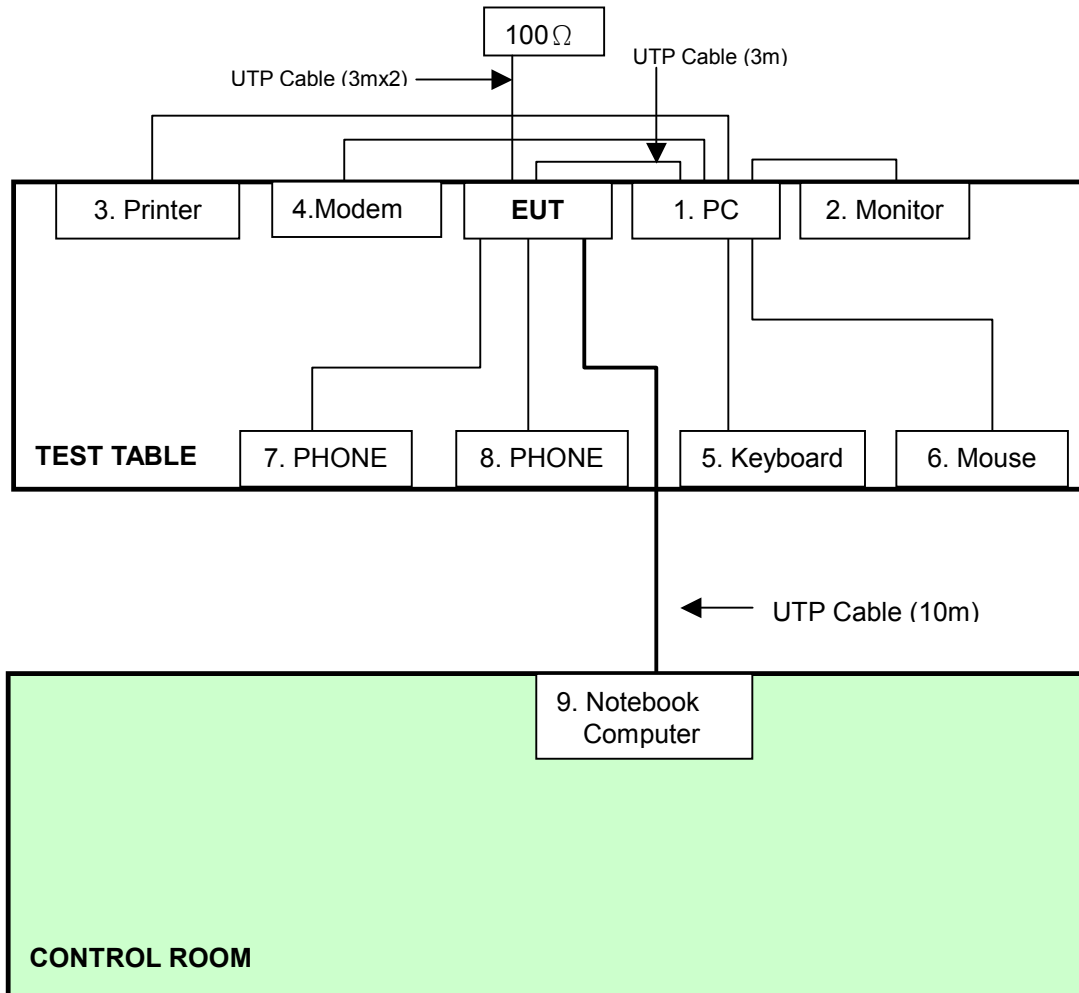 100Ω
UTP Cable (3mx2)
UTP Cable (3m)
3. Printer
4.Modem
EUT
1. PC
2. Monitor
TEST TABLE
7. PHONE
8. PHONE
5. Keyboard
6. Mouse
UTP Cable (10m)
9. Notebook
Computer
CONTROL ROOM